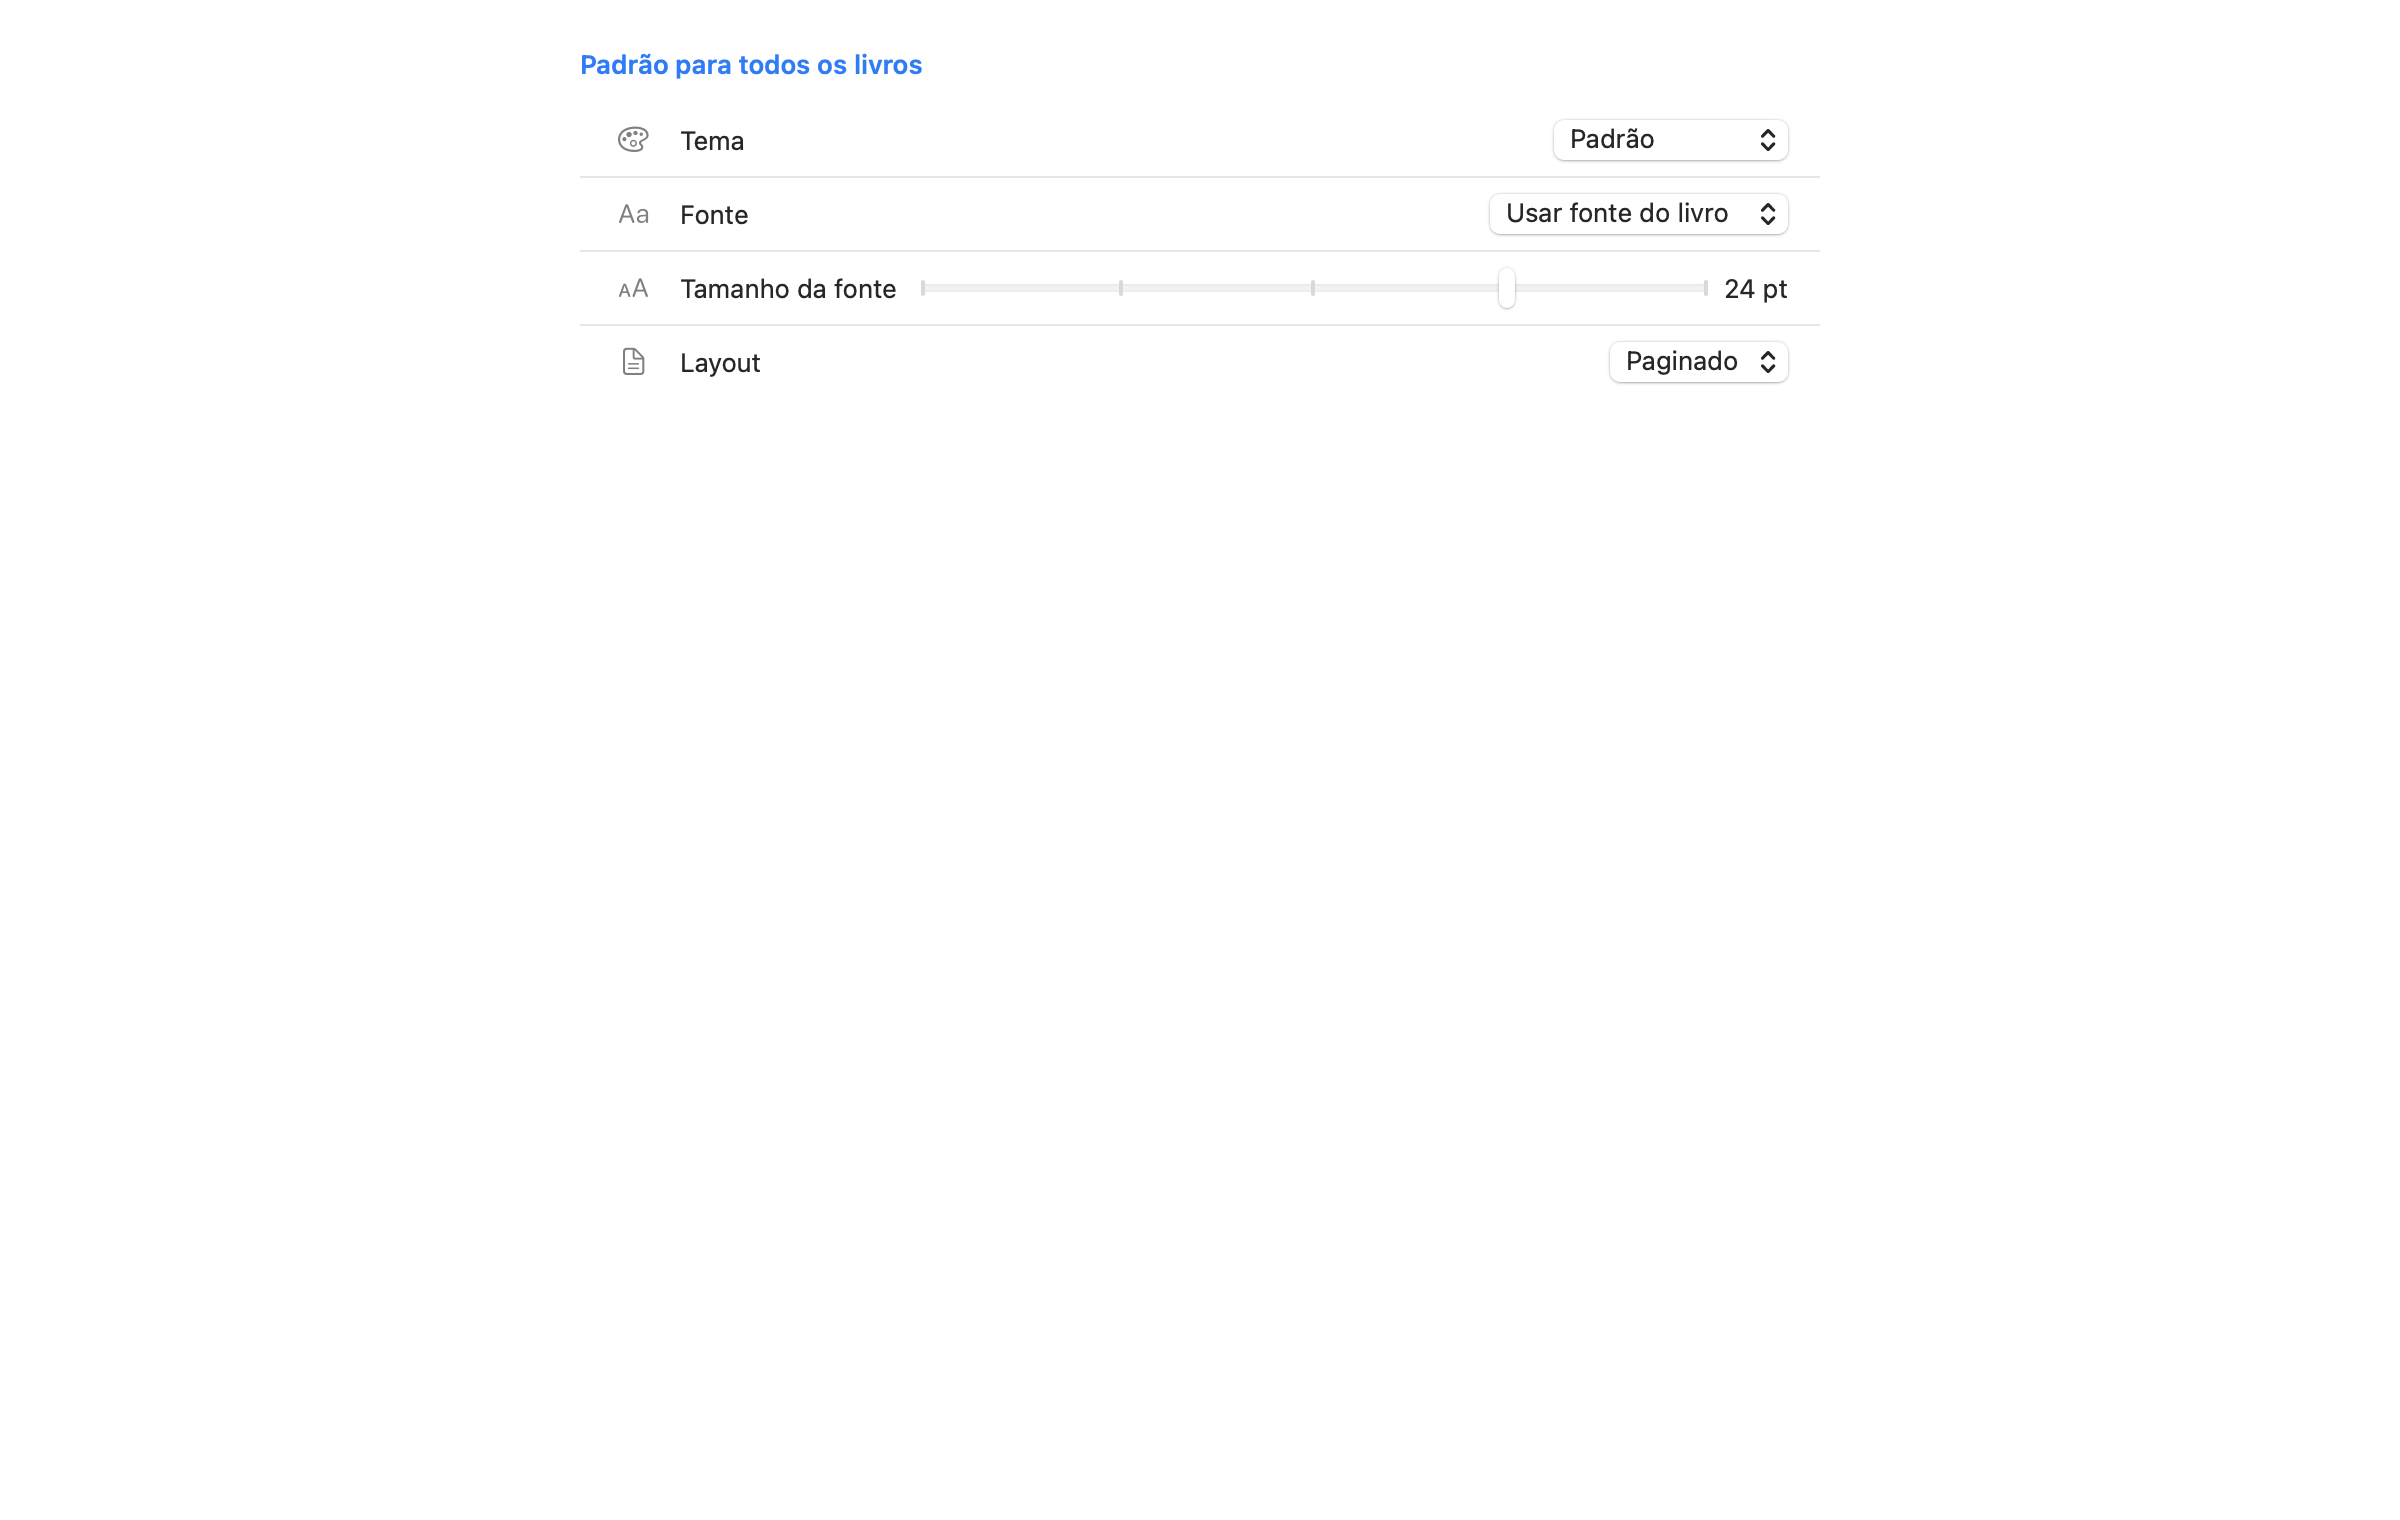 Padrão para todos os livros
Tema Padrão
Aa Fonte Usar fonte do livro
AA Tamanho da fonte 24 pt
Layout Paginado